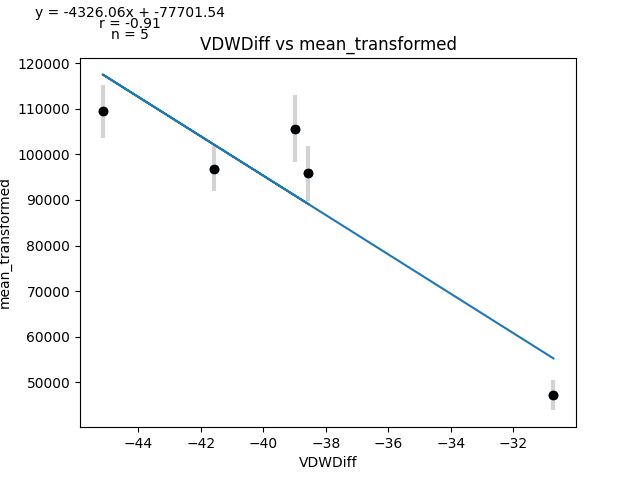 y = -4326.06x + -77701.54
r = -0.91
n = 5
VDWDiff vs mean_transformed
120000
110000
100000
90000
80000
70000
60000
50000
mean_transformed
−44 −42 −40 −38 −36 −34 −32
VDWDiff